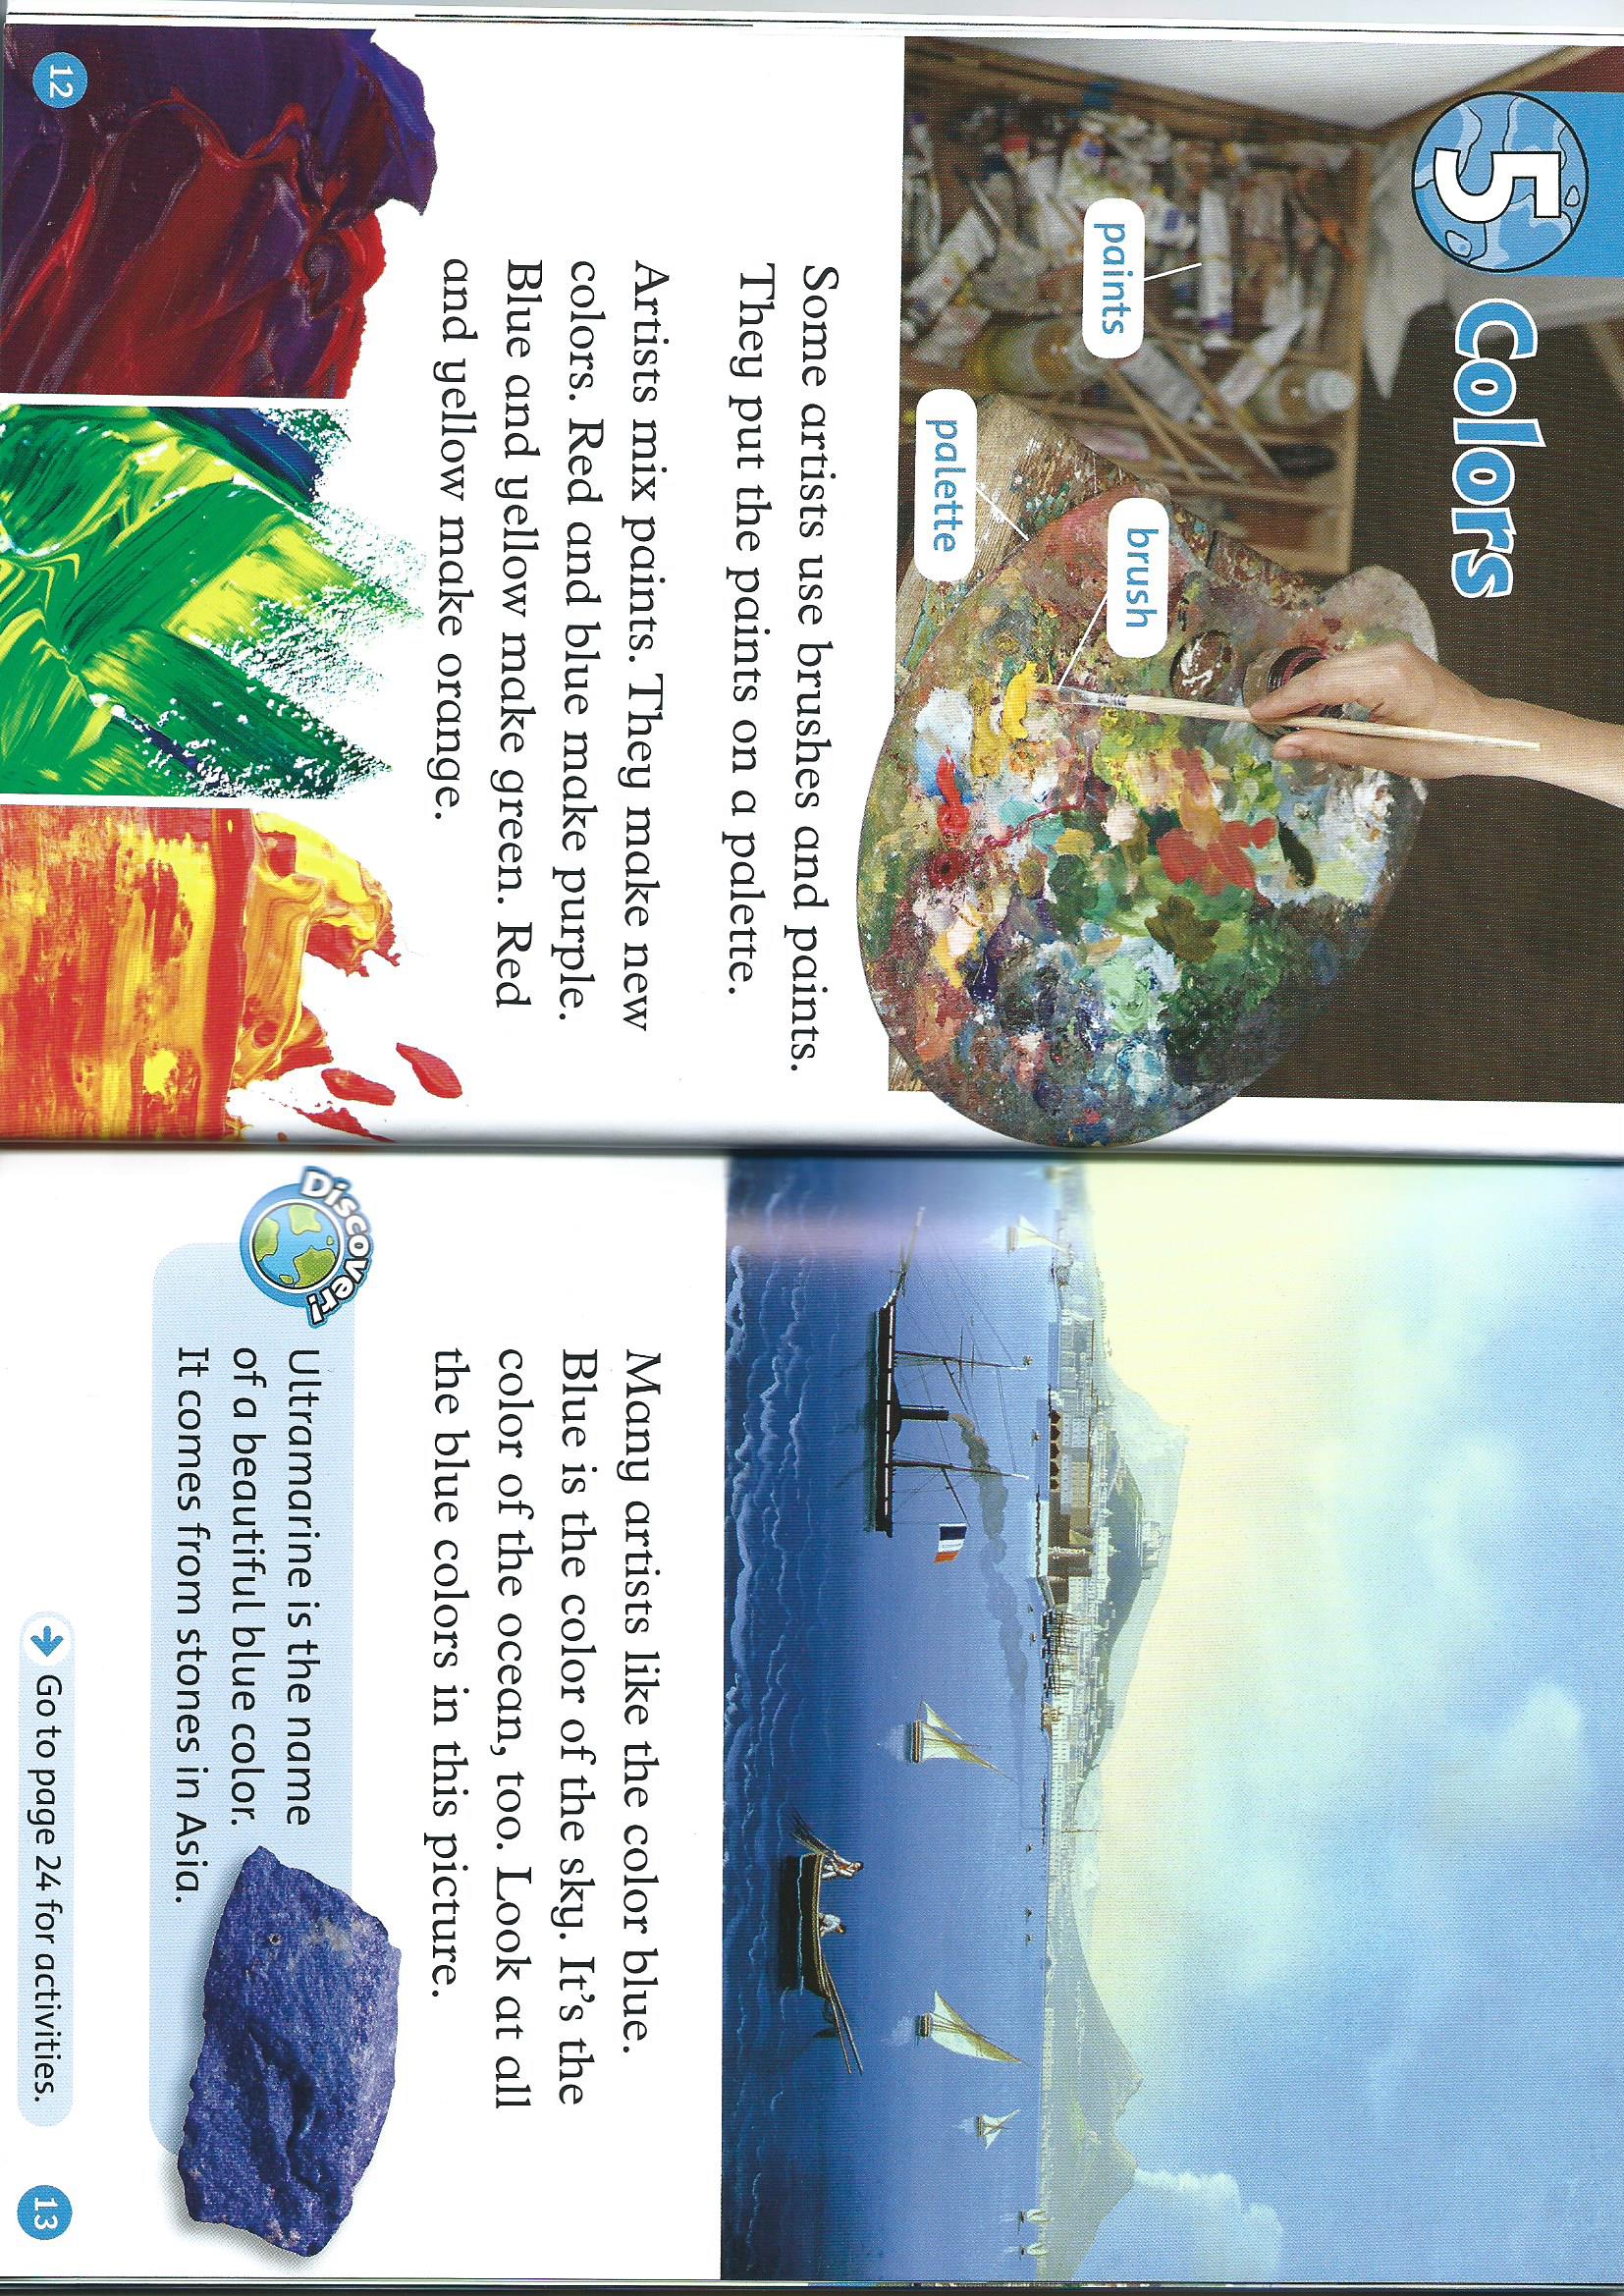 5 Colors
paints
palette
brush
Some artists use brushes and paints.
They put the paints on a palette.
Artists mix paints. They make new
colors. Red and blue make purple.
Blue and yellow make green. Red
and yellow make orange.
12
Many artists like the color blue.
Blue is the color of the sky. It's the
color of the ocean, too. Look at all
the blue colors in this picture.
Discover!
Ultramarine is the name
of a beautiful blue color.
It comes from stones in Asia.
→ Go to page 24 for activities.
13